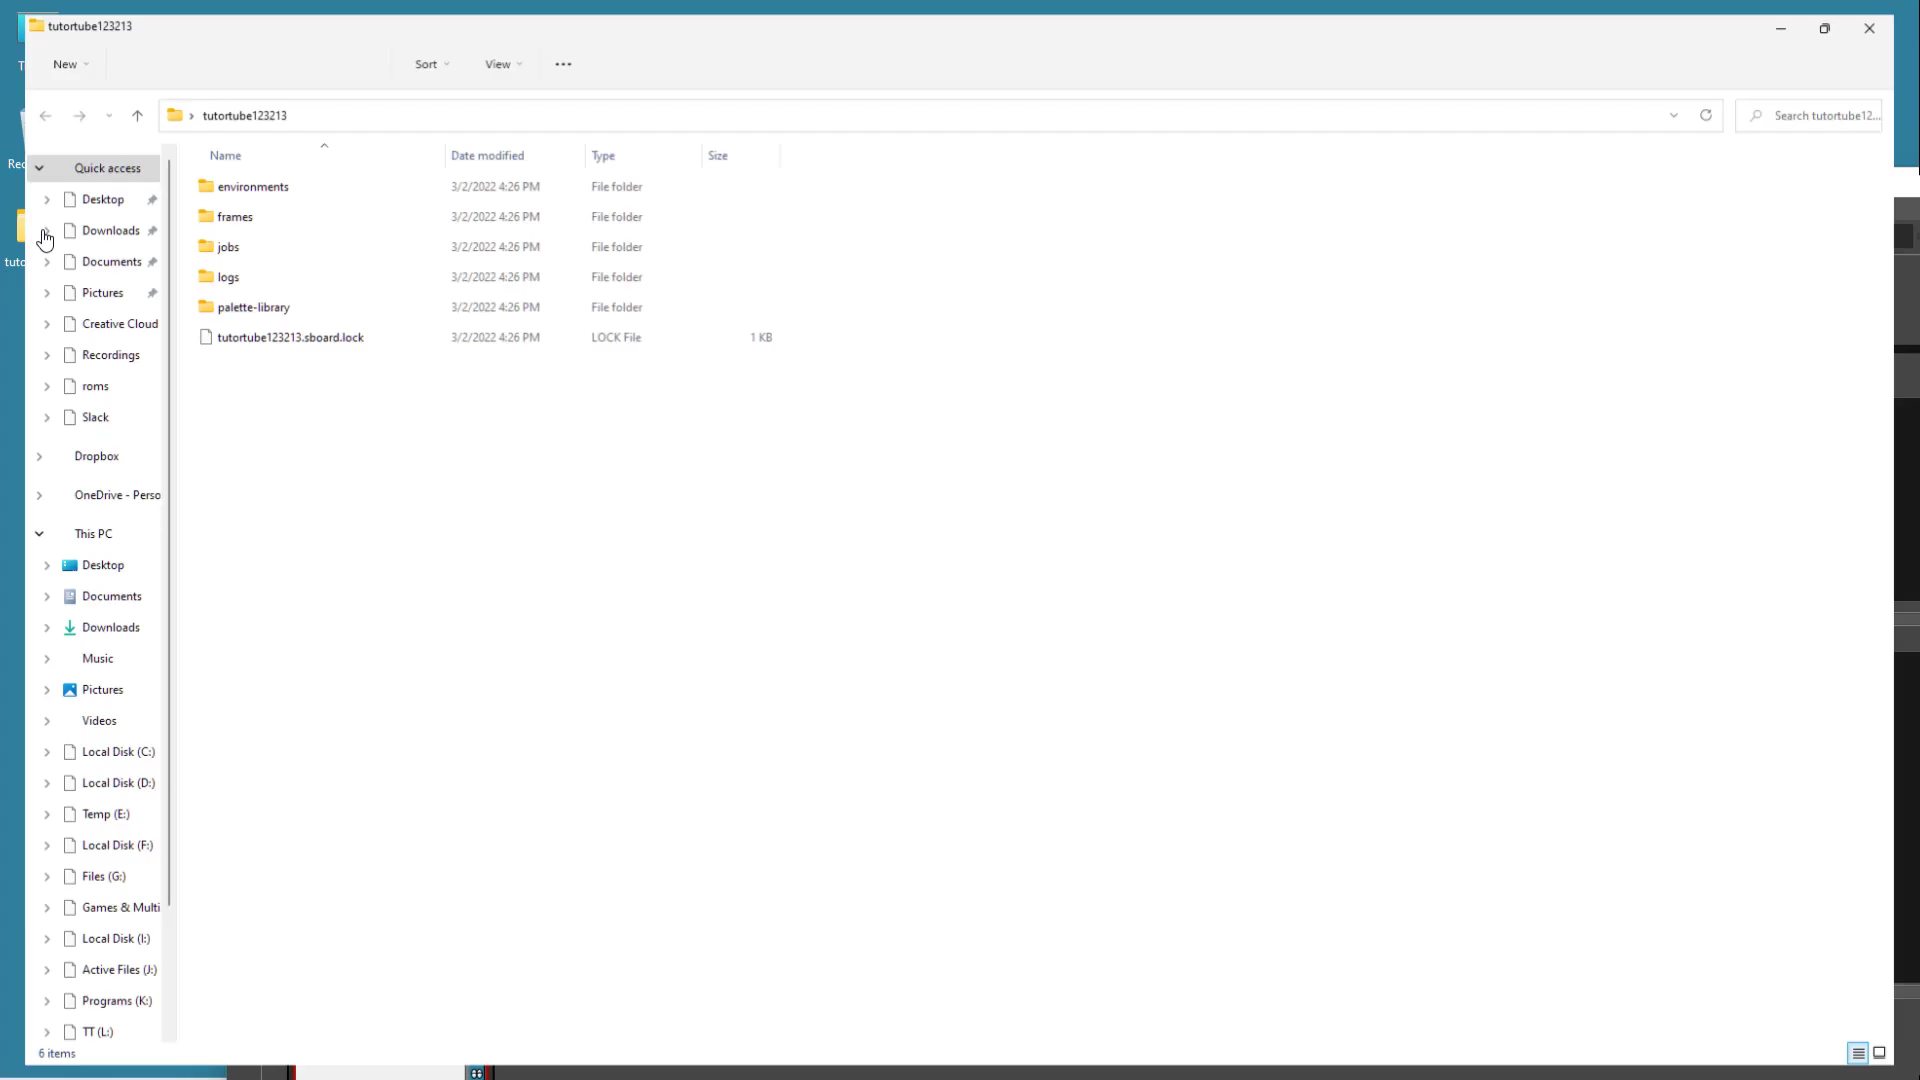 tutortube123213
New
Sort
View
tutortube123213
Search tutortube12...
Name Date modified Type Size
Quick access
Desktop
Downloads
Documents
Pictures
Creative Cloud
Recordings
roms
Slack
Dropbox
OneDrive - Perso
This PC
Desktop
Documents
Downloads
Music
Pictures
Videos
Local Disk (C:)
Local Disk (D:)
Temp (E:)
Local Disk (F:)
Files (G:)
Games & Multi
Local Disk (I:)
Active Files (J:)
Programs (K:)
TT (L:)
environments 3/2/2022 4:26 PM File folder
frames 3/2/2022 4:26 PM File folder
jobs 3/2/2022 4:26 PM File folder
logs 3/2/2022 4:26 PM File folder
palette-library 3/2/2022 4:26 PM File folder
tutortube123213.sboard.lock 3/2/2022 4:26 PM LOCK File 1 KB
6 items